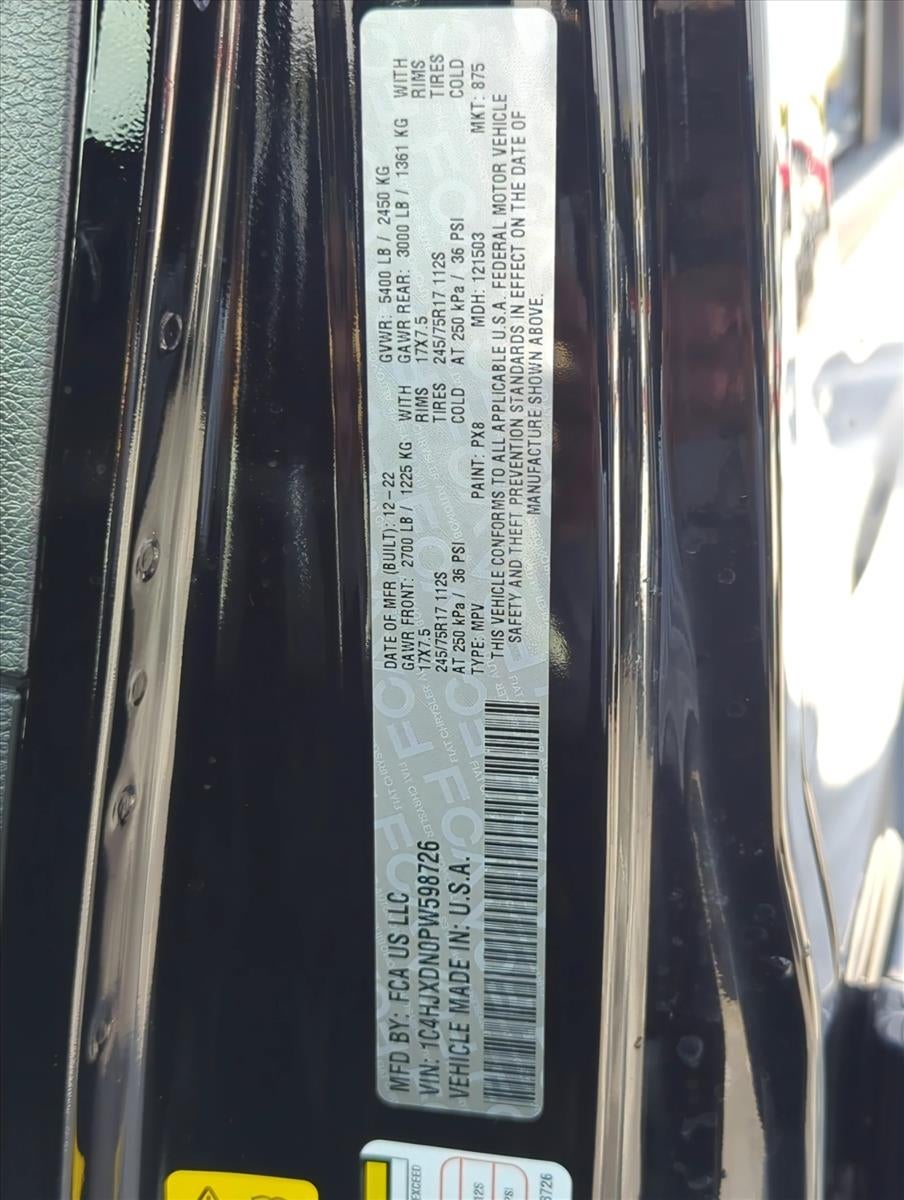 MFD BY: FCA US LLC
VIN: 1C4HJXDN0PW598726
VEHICLE MADE IN: U.S.A.
DATE OF MFR (BUILT): 12-22 GVWR: 5400 LB / 2450 KG
GAWR FRONT: 2700 LB / 1225 KG WITH GAWR REAR: 3000 LB / 1361 KG WITH
17X7.5 RIMS 17X7.5 RIMS
245/75R17 112S TIRES 245/75R17 112S TIRES
AT 250 kPa / 36 PSI COLD AT 250 kPa / 36 PSI COLD
TYPE: MPV PAINT: PX8 MDH: 121503 MKT: 875
THIS VEHICLE CONFORMS TO ALL APPLICABLE U.S.A. FEDERAL MOTOR VEHICLE
SAFETY AND THEFT PREVENTION STANDARDS IN EFFECT ON THE DATE OF
MANUFACTURE SHOWN ABOVE.
EXCEED
112S
8726